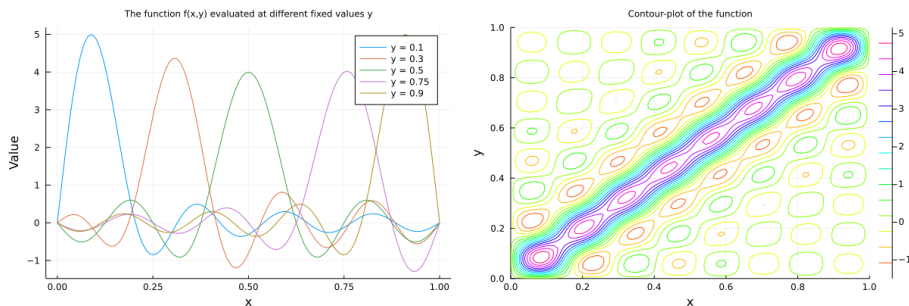 The function f(x,y) evaluated at different fixed values y
5
4
3
2
1
0
−1
Value
0.00
0.25
0.50
0.75
1.00
x
y = 0.1
y = 0.3
y = 0.5
y = 0.75
y = 0.9
Contour-plot of the function
1.0
0.8
0.6
0.4
0.2
0.0
y
0.0
0.2
0.4
0.6
0.8
1.0
x
5
4
3
2
1
0
−1